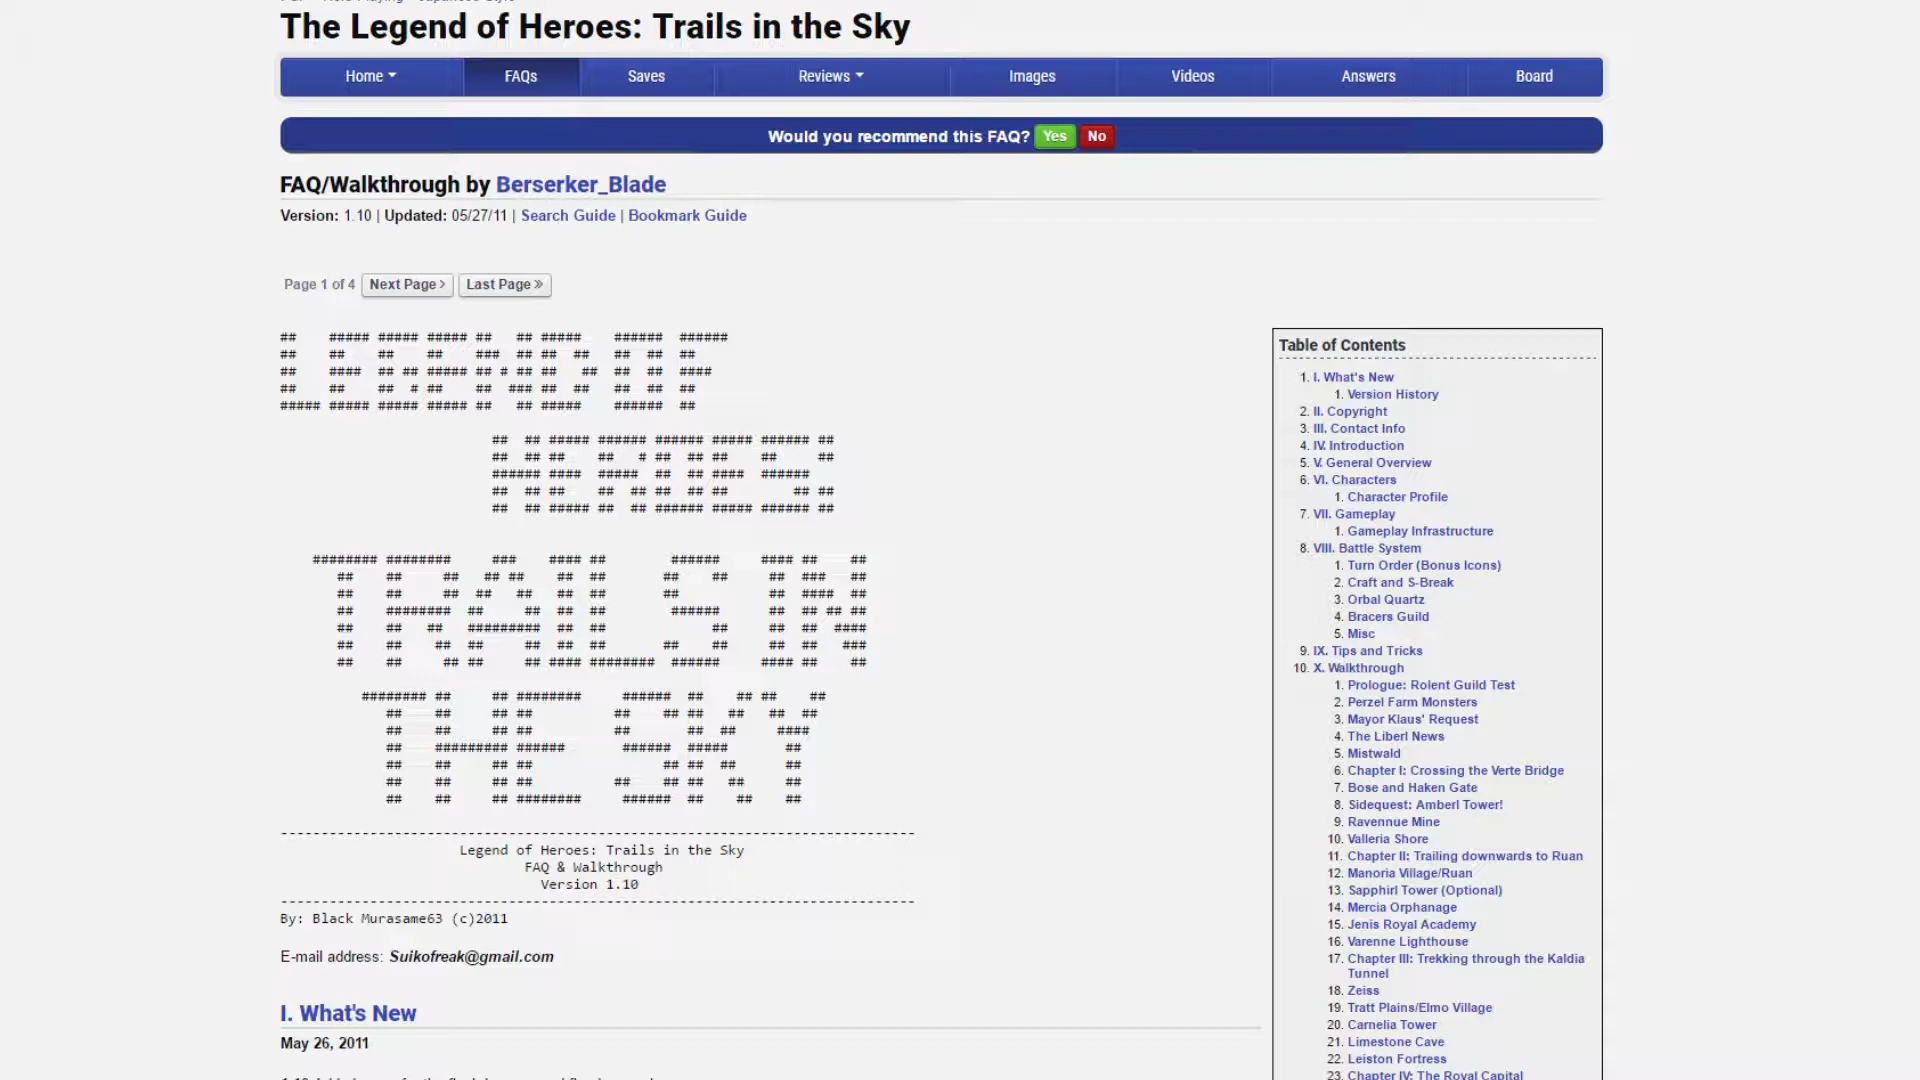 The Legend of Heroes: Trails in the Sky
Home FAQs Saves Reviews Images Videos Answers Board
Would you recommend this FAQ? Yes No
FAQ/Walkthrough by Berserker_Blade
Version: 1.10 | Updated: 05/27/11 | Search Guide | Bookmark Guide
Page 1 of 4 Next Page > Last Page »
LEGEND OF
HEROES:
TRAILS IN
THE SKY
Legend of Heroes: Trails in the Sky
FAQ & Walkthrough
Version 1.10
By: Black Murasame63 (c)2011
E-mail address: Suikofreak@gmail.com
I. What's New
May 26, 2011
Table of Contents
1. I. What's New
1. Version History
2. II. Copyright
3. III. Contact Info
4. IV. Introduction
5. V. General Overview
6. VI. Characters
1. Character Profile
7. VII. Gameplay
1. Gameplay Infrastructure
8. VIII. Battle System
1. Turn Order (Bonus Icons)
2. Craft and S-Break
3. Orbal Quartz
4. Bracers Guild
5. Misc
9. IX. Tips and Tricks
10. X. Walkthrough
1. Prologue: Rolent Guild Test
2. Perzel Farm Monsters
3. Mayor Klaus' Request
4. The Liberl News
5. Mistwald
6. Chapter I: Crossing the Verte Bridge
7. Bose and Haken Gate
8. Sidequest: Amberl Tower!
9. Ravennue Mine
10. Valleria Shore
11. Chapter II: Trailing downwards to Ruan
12. Manoria Village/Ruan
13. Sapphirl Tower (Optional)
14. Mercia Orphanage
15. Jenis Royal Academy
16. Varenne Lighthouse
17. Chapter III: Trekking through the Kaldia
Tunnel
18. Zeiss
19. Tratt Plains/Elmo Village
20. Carnelia Tower
21. Limestone Cave
22. Leiston Fortress
23. Chapter IV: The Royal Capital